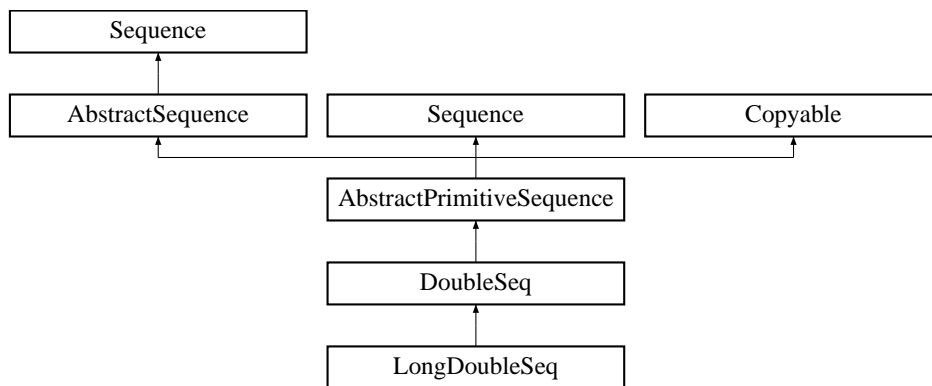 Sequence
AbstractSequence
Sequence
Copyable
AbstractPrimitiveSequence
DoubleSeq
LongDoubleSeq